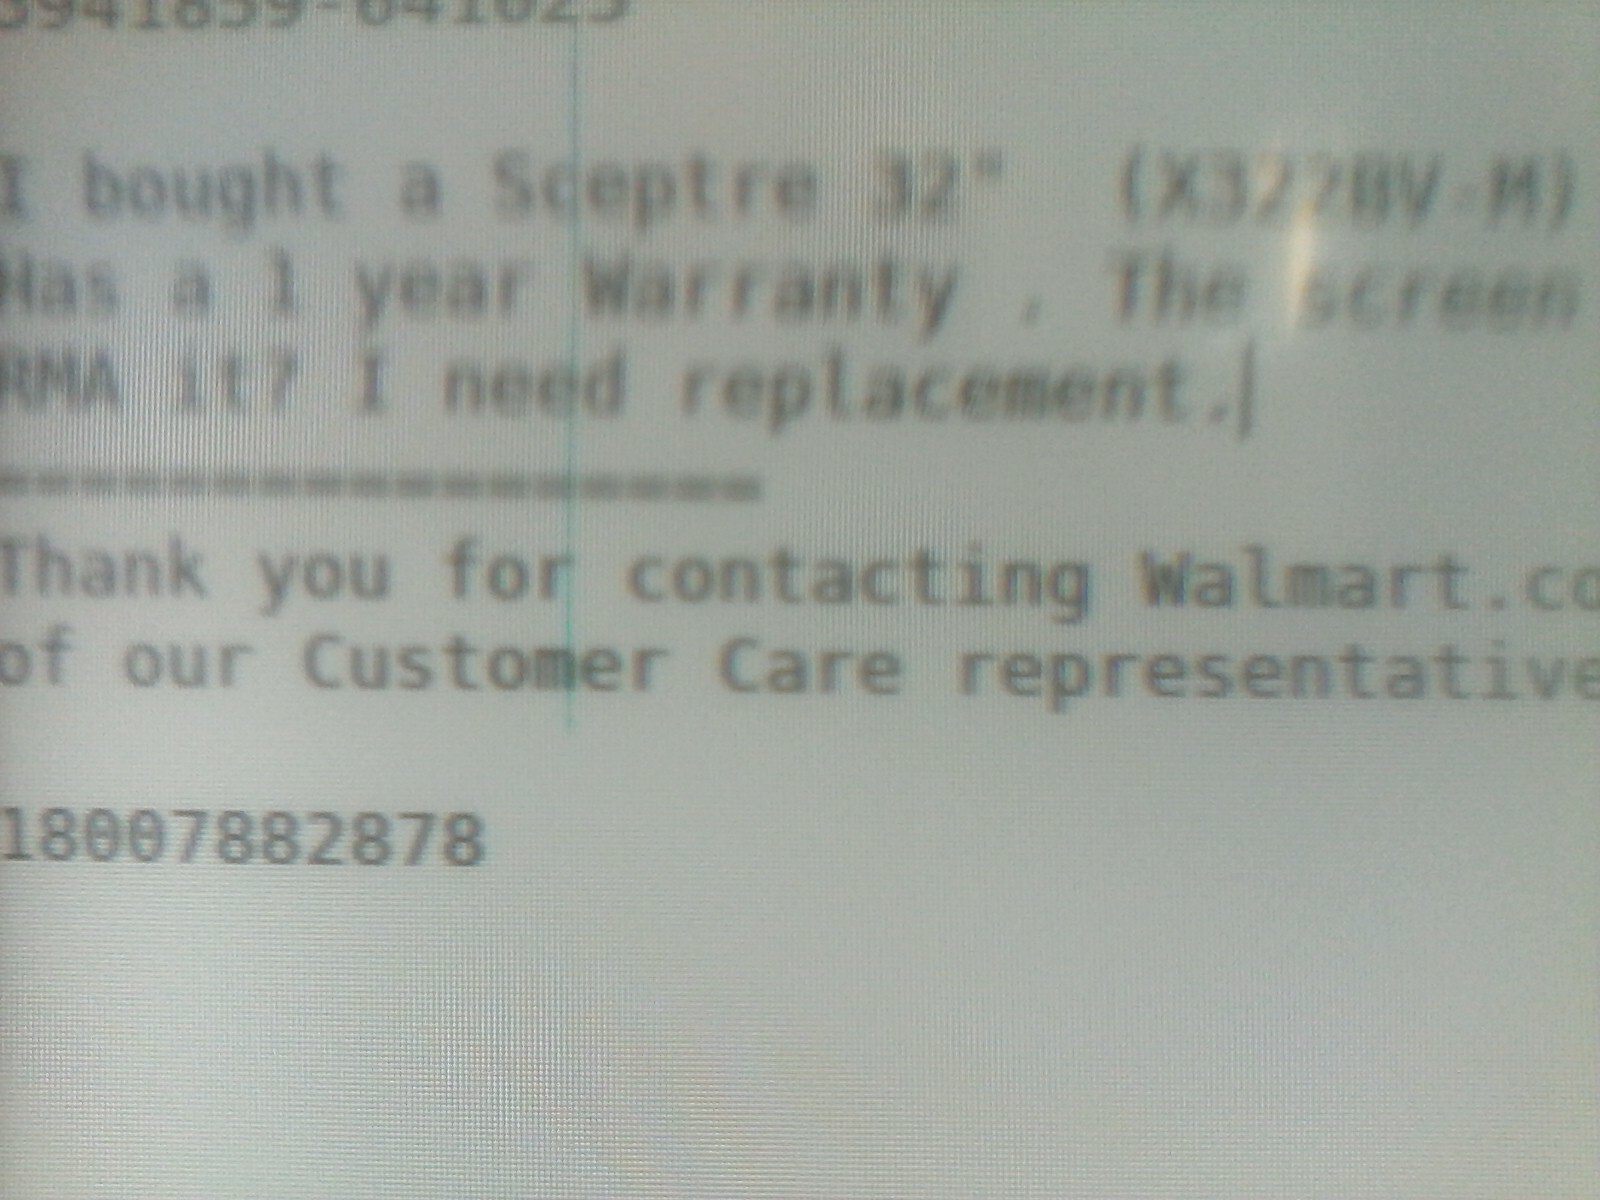 I bought a Sceptre 32" (X322BV-M)
Has a 1 year Warranty . The screen
RMA it? I need replacement.
==================
Thank you for contacting Walmart.co
of our Customer Care representative
18007882878